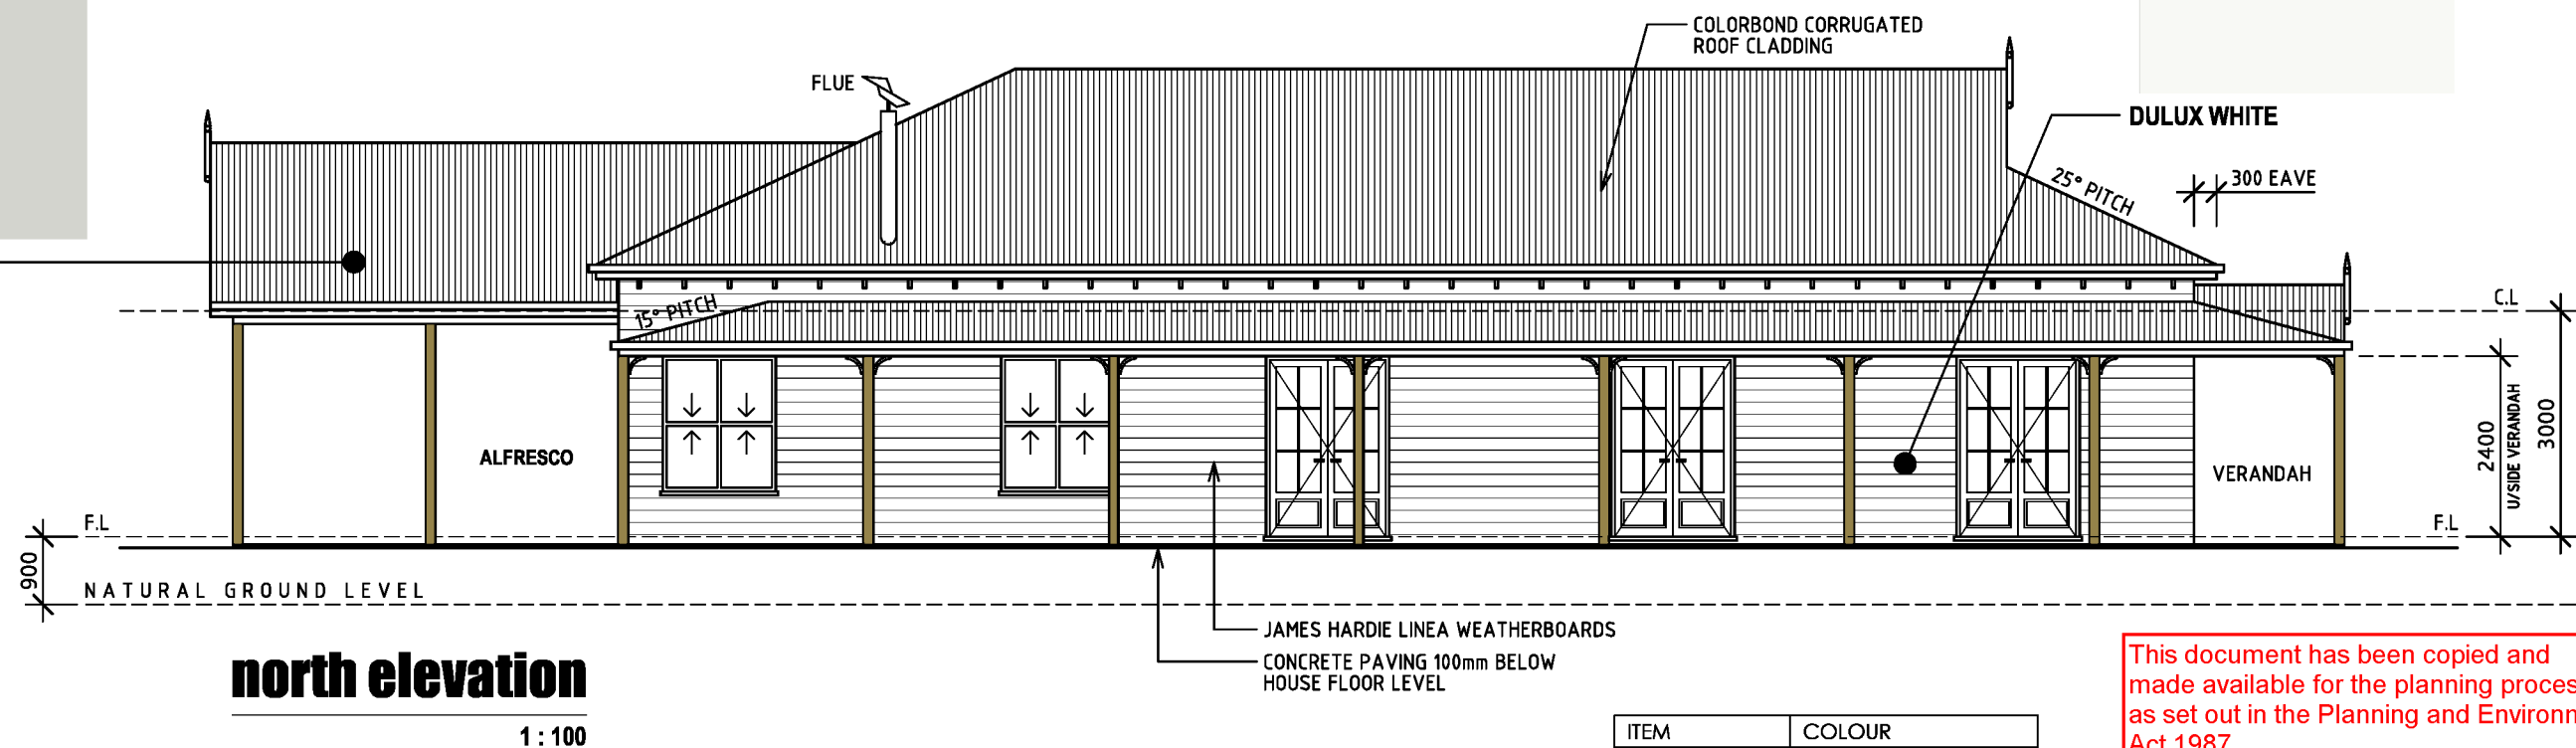 COLORBOND CORRUGATED
ROOF CLADDING
FLUE
DULUX WHITE
25° PITCH
300 EAVE
15° PITCH
C.L
ALFRESCO
VERANDAH
2400
U/SIDE VERANDAH
3000
F.L
F.L
900
NATURAL GROUND LEVEL
JAMES HARDIE LINEA WEATHERBOARDS
CONCRETE PAVING 100mm BELOW
HOUSE FLOOR LEVEL
north elevation
1 : 100
ITEM COLOUR
This document has been copied and
made available for the planning proces
as set out in the Planning and Environm
Act 1987